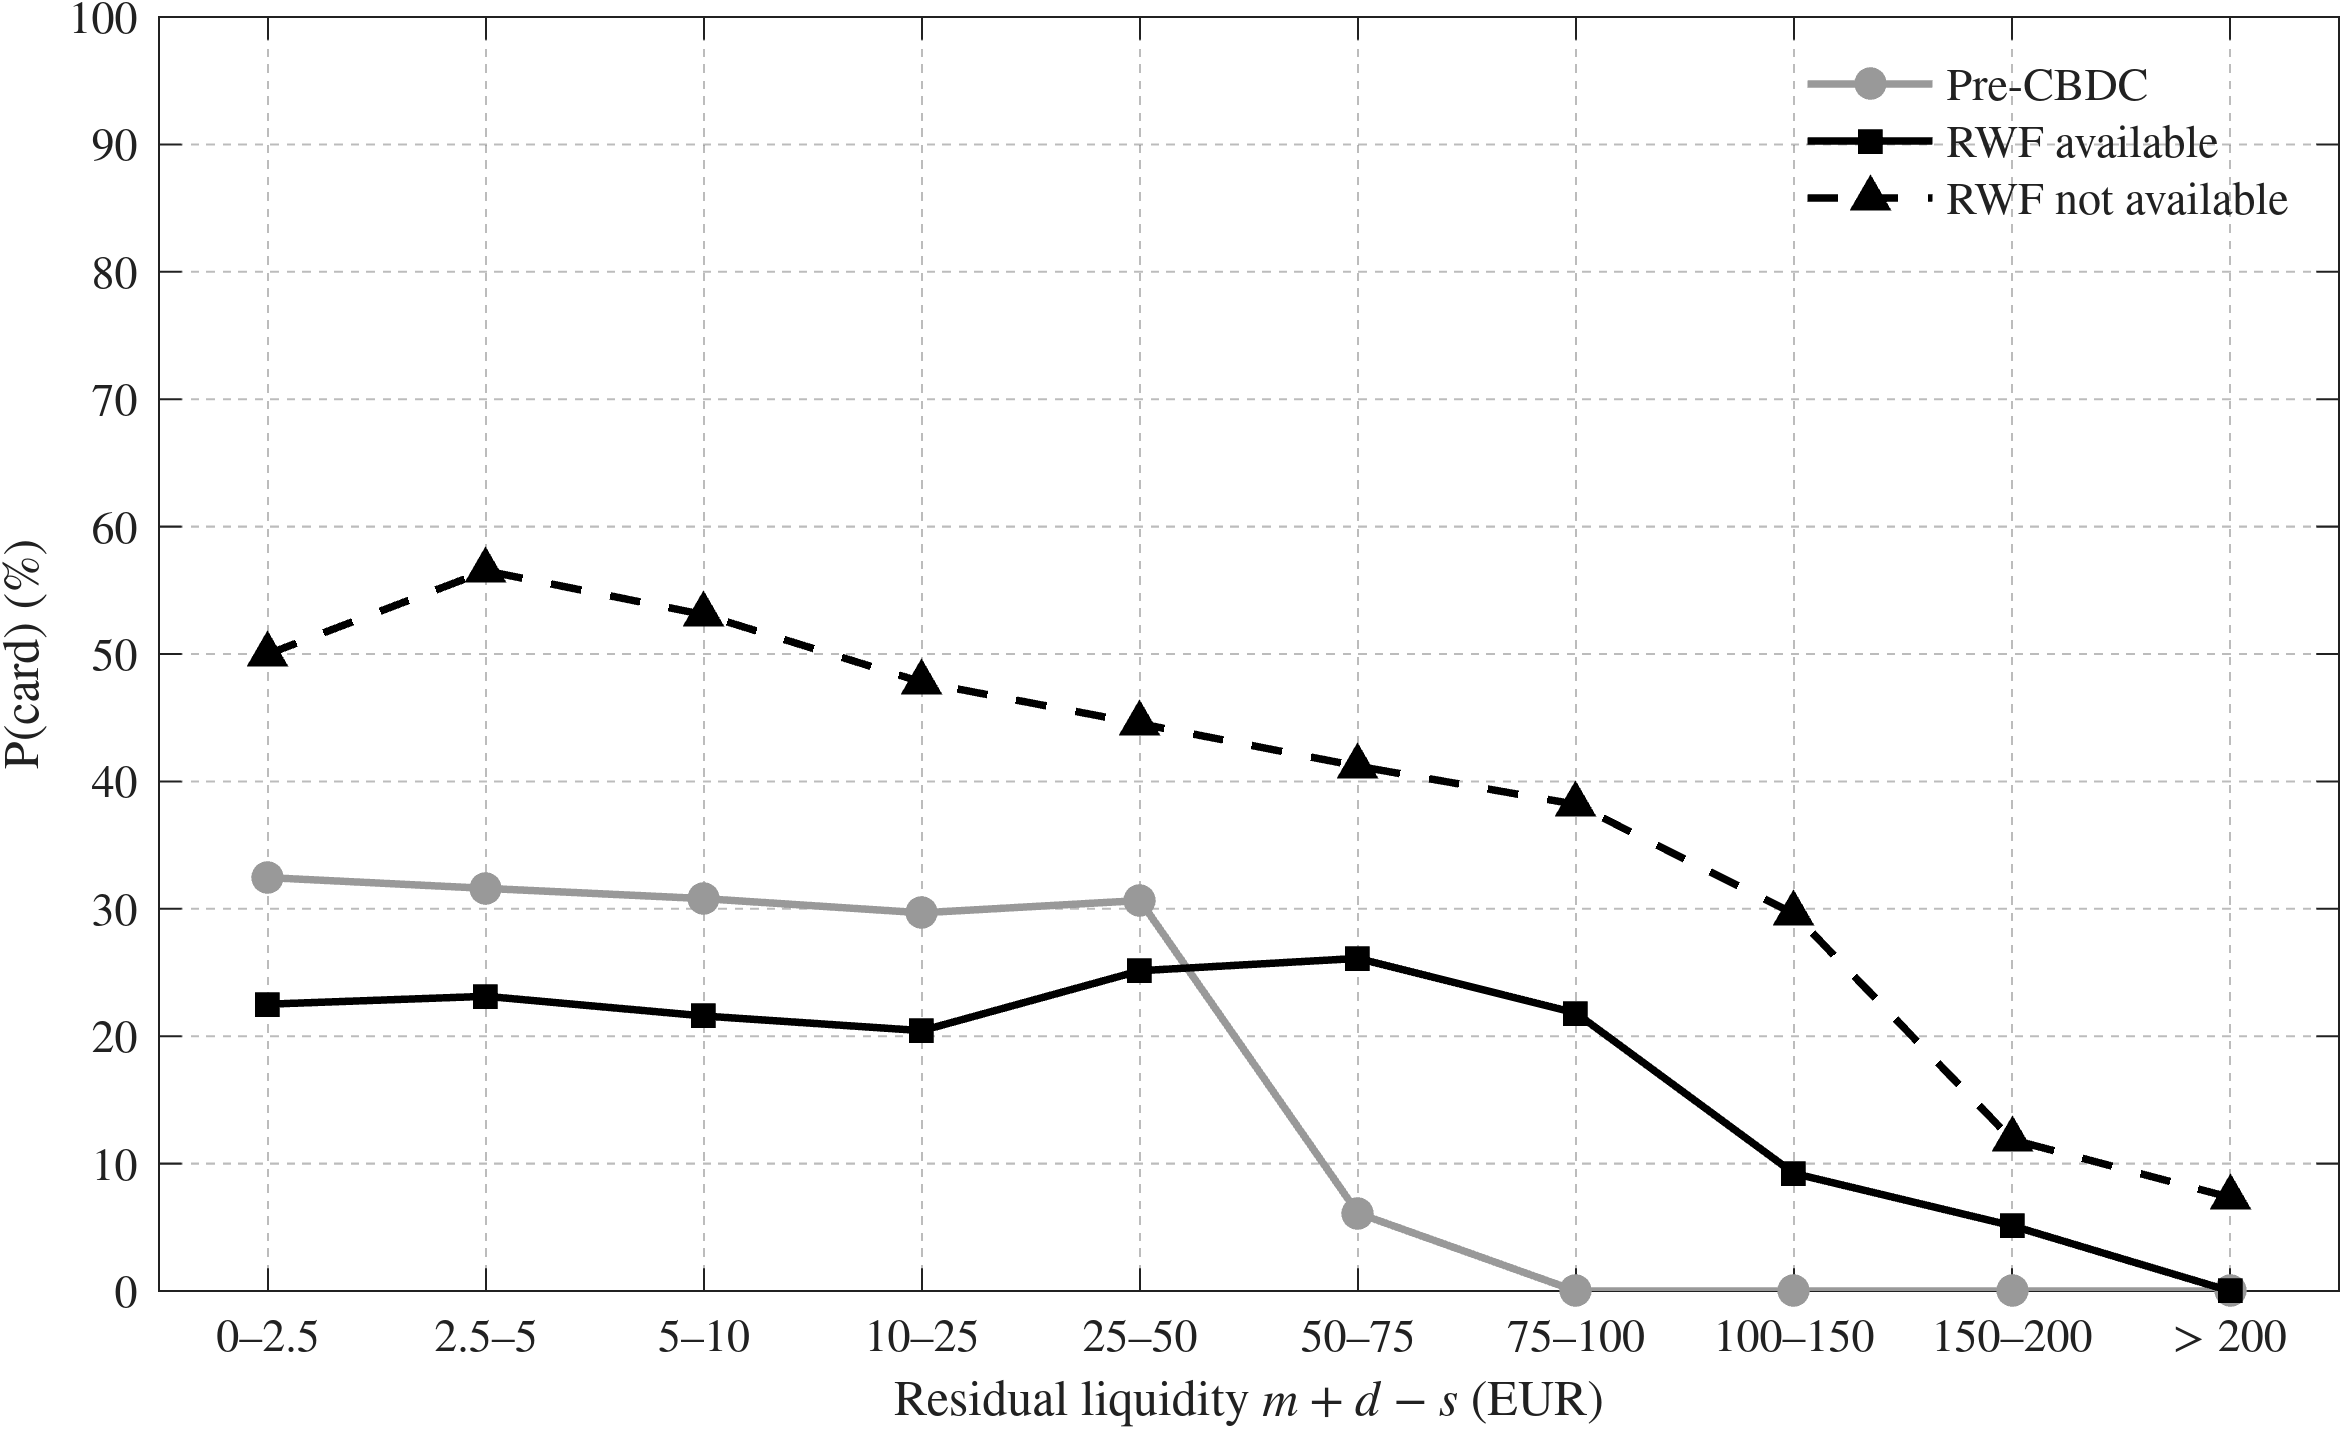 100
90
80
70
60
50
40
30
20
10
0
P(card) (%)
Pre-CBDC
RWF available
RWF not available
0–2.5 2.5–5 5–10 10–25 25–50 50–75 75–100 100–150 150–200 > 200
Residual liquidity m + d − s (EUR)